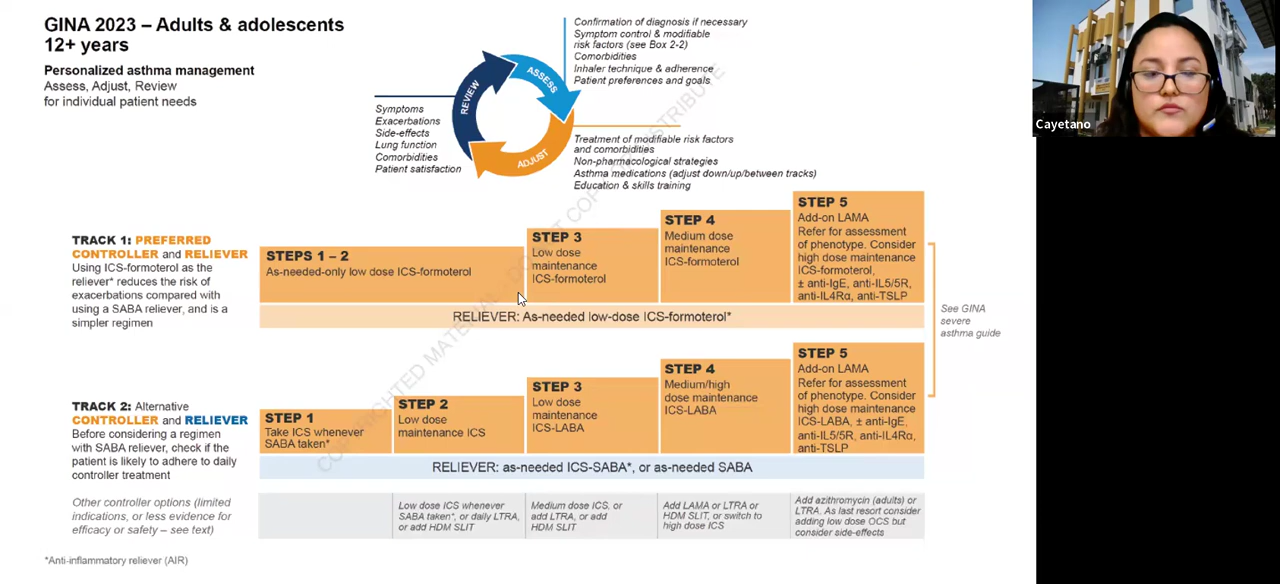 GINA 2023 – Adults & adolescents
12+ years
Personalized asthma management
Assess, Adjust, Review
for individual patient needs
Confirmation of diagnosis if necessary
Symptom control & modifiable
risk factors (see Box 2-2)
Comorbidities
Inhaler technique & adherence
Patient preferences and goals
REVIEW
ASSESS
ADJUST
Symptoms
Exacerbations
Side-effects
Lung function
Comorbidities
Patient satisfaction
Treatment of modifiable risk factors
and comorbidities
Non-pharmacological strategies
Asthma medications (adjust down/up/between tracks)
Education & skills training
TRACK 1: PREFERRED
CONTROLLER and RELIEVER
Using ICS-formoterol as the
reliever* reduces the risk of
exacerbations compared with
using a SABA reliever, and is a
simpler regimen
STEPS 1 – 2
As-needed-only low dose ICS-formoterol
STEP 3
Low dose
maintenance
ICS-formoterol
STEP 4
Medium dose
maintenance
ICS-formoterol
STEP 5
Add-on LAMA
Refer for assessment
of phenotype. Consider
high dose maintenance
ICS-formoterol,
± anti-IgE, anti-IL5/5R,
anti-IL4Rα, anti-TSLP
RELIEVER: As-needed low-dose ICS-formoterol*
See GINA
severe
asthma guide
TRACK 2: Alternative
CONTROLLER and RELIEVER
Before considering a regimen
with SABA reliever, check if the
patient is likely to adhere to daily
controller treatment
STEP 1
Take ICS whenever
SABA taken*
STEP 2
Low dose
maintenance ICS
STEP 3
Low dose
maintenance
ICS-LABA
STEP 4
Medium/high
dose maintenance
ICS-LABA
STEP 5
Add-on LAMA
Refer for assessment
of phenotype. Consider
high dose maintenance
ICS-LABA, ± anti-IgE,
anti-IL5/5R, anti-IL4Rα,
anti-TSLP
RELIEVER: as-needed ICS-SABA*, or as-needed SABA
Other controller options (limited
indications, or less evidence for
efficacy or safety – see text)
Low dose ICS whenever
SABA taken*, or daily LTRA,
or add HDM SLIT
Medium dose ICS, or
add LTRA, or add
HDM SLIT
Add LAMA or LTRA or
HDM SLIT, or switch to
high dose ICS
Add azithromycin (adults) or
LTRA. As last resort consider
adding low dose OCS but
consider side-effects
*Anti-inflammatory reliever (AIR)
COPYRIGHTED MATERIAL - DO NOT COPY OR DISTRIBUTE
Cayetano